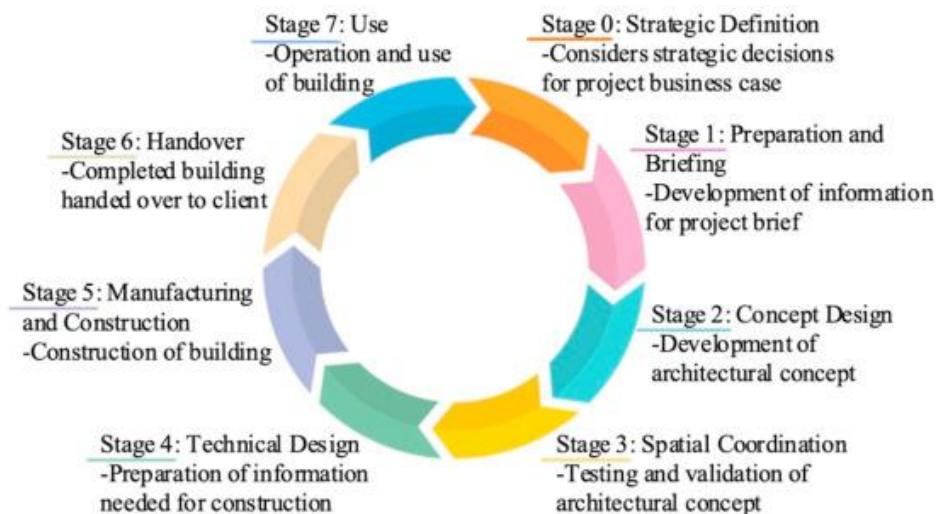 Stage 0: Strategic Definition
-Considers strategic decisions
for project business case
Stage 1: Preparation and
Briefing
-Development of information
for project brief
Stage 2: Concept Design
-Development of
architectural concept
Stage 3: Spatial Coordination
-Testing and validation of
architectural concept
Stage 4: Technical Design
-Preparation of information
needed for construction
Stage 5: Manufacturing
and Construction
-Construction of building
Stage 6: Handover
-Completed building
handed over to client
Stage 7: Use
-Operation and use
of building